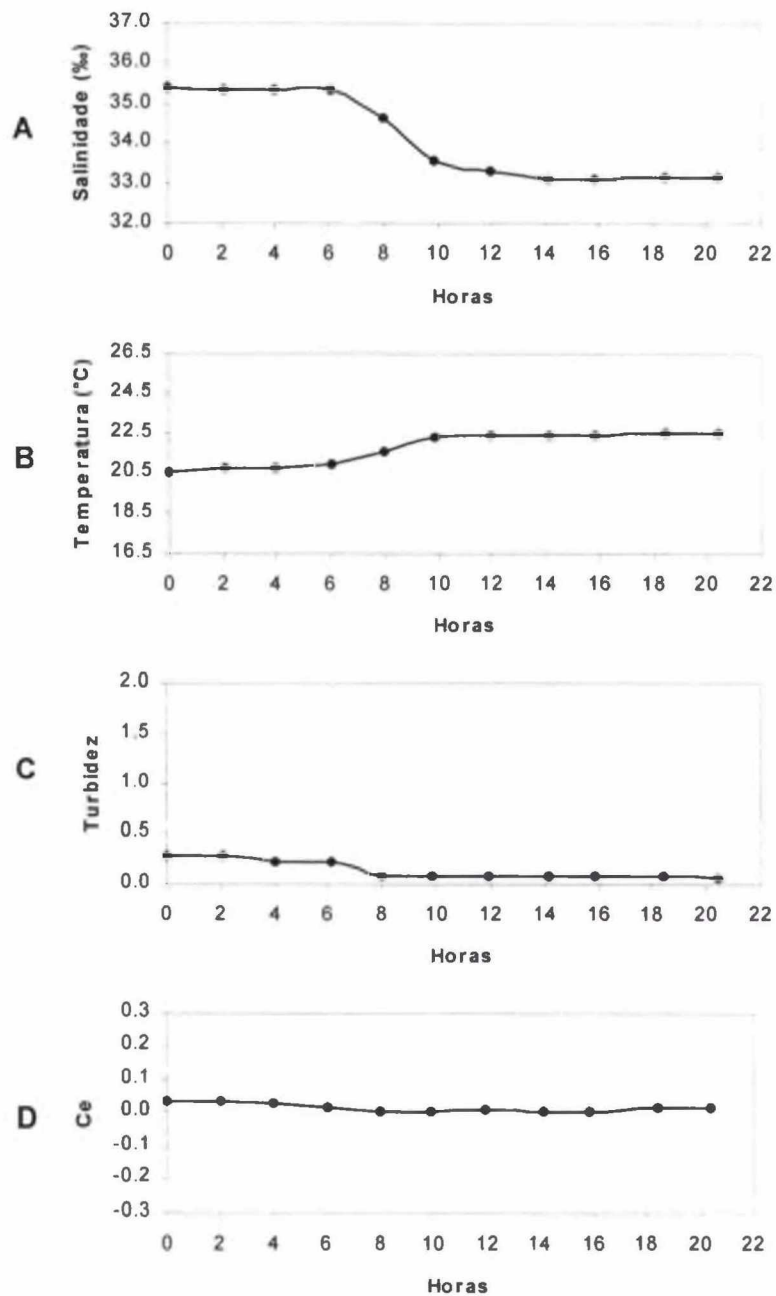 A
Salinidade (‰)
37.0
36.0
35.0
34.0
33.0
32.0
0 2 4 6 8 10 12 14 16 18 20 22
Horas
B
Temperatura (°C)
26.5
24.5
22.5
20.5
18.5
16.5
0 2 4 6 8 10 12 14 16 18 20 22
Horas
C
Turbidez
2.0
1.5
1.0
0.5
0.0
0 2 4 6 8 10 12 14 16 18 20 22
Horas
D
Ce
0.3
0.2
0.1
0.0
-0.1
-0.2
-0.3
0 2 4 6 8 10 12 14 16 18 20 22
Horas